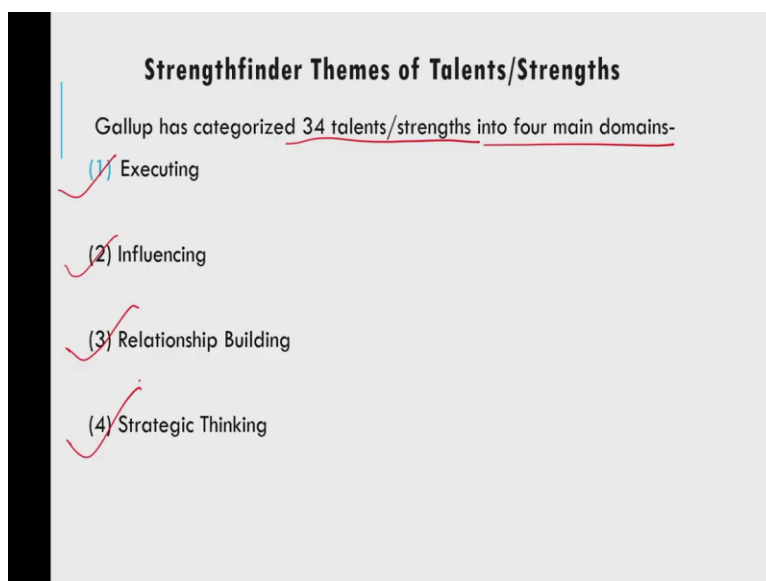 Strengthfinder Themes of Talents/Strengths
Gallup has categorized 34 talents/strengths into four main domains-
(1) Executing
(2) Influencing
(3) Relationship Building
(4) Strategic Thinking